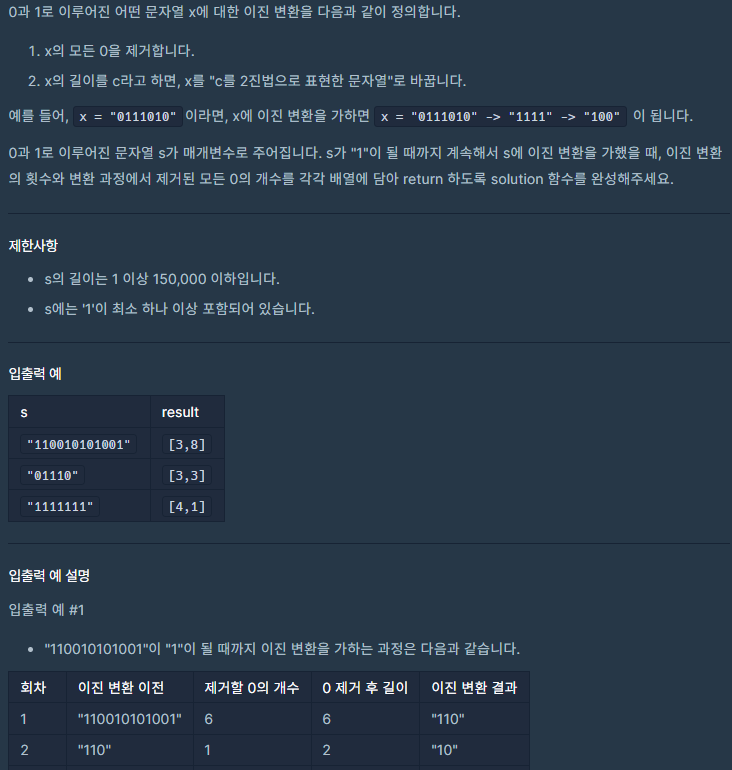 0과 1로 이루어진 어떤 문자열 x에 대한 이진 변환을 다음과 같이 정의합니다.
1. x의 모든 0을 제거합니다.
2. x의 길이를 c라고 하면, x를 "c를 2진법으로 표현한 문자열"로 바꿉니다.
예를 들어, x = "0111010" 이라면, x에 이진 변환을 가하면 x = "0111010" -> "1111" -> "100" 이 됩니다.
0과 1로 이루어진 문자열 s가 매개변수로 주어집니다. s가 "1"이 될 때까지 계속해서 s에 이진 변환을 가했을 때, 이진 변환
의 횟수와 변환 과정에서 제거된 모든 0의 개수를 각각 배열에 담아 return 하도록 solution 함수를 완성해주세요.
제한사항
• s의 길이는 1 이상 150,000 이하입니다.
• s에는 '1'이 최소 하나 이상 포함되어 있습니다.
입출력 예
s result
"110010101001" [3,8]
"01110" [3,3]
"1111111" [4,1]
입출력 예 설명
입출력 예 #1
• "110010101001"이 "1"이 될 때까지 이진 변환을 가하는 과정은 다음과 같습니다.
회차 이진 변환 이전 제거할 0의 개수 0 제거 후 길이 이진 변환 결과
1 "110010101001" 6 6 "110"
2 "110" 1 2 "10"